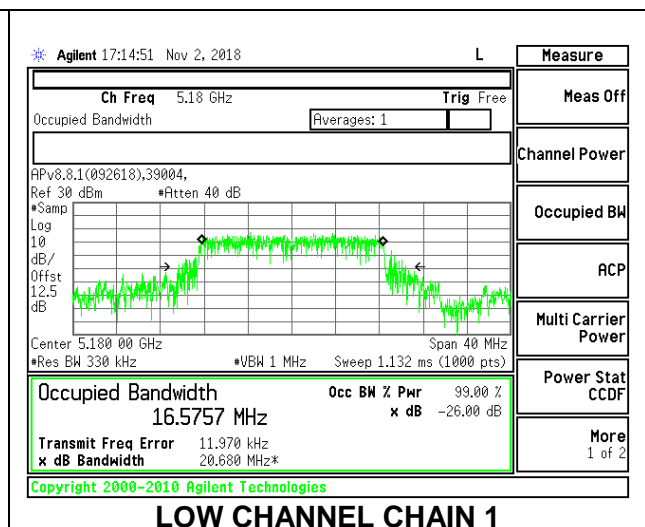 Agilent 17:14:51 Nov 2, 2018 L
Measure
Ch Freq 5.18 GHz Trig Free
Occupied Bandwidth Averages: 1
APv8.8.1(092618),39004,
Ref 30 dBm #Atten 40 dB
#Samp
Log
10
dB/
Offst
12.5
dB
Center 5.180 00 GHz Span 40 MHz
#Res BW 330 kHz #VBW 1 MHz Sweep 1.132 ms (1000 pts)
Occupied Bandwidth Occ BW % Pwr 99.00 %
16.5757 MHz x dB -26.00 dB
Transmit Freq Error 11.970 kHz
x dB Bandwidth 20.680 MHz*
Copyright 2000-2010 Agilent Technologies
Meas Off
Channel Power
Occupied BW
ACP
Multi Carrier
Power
Power Stat
CCDF
More
1 of 2
LOW CHANNEL CHAIN 1